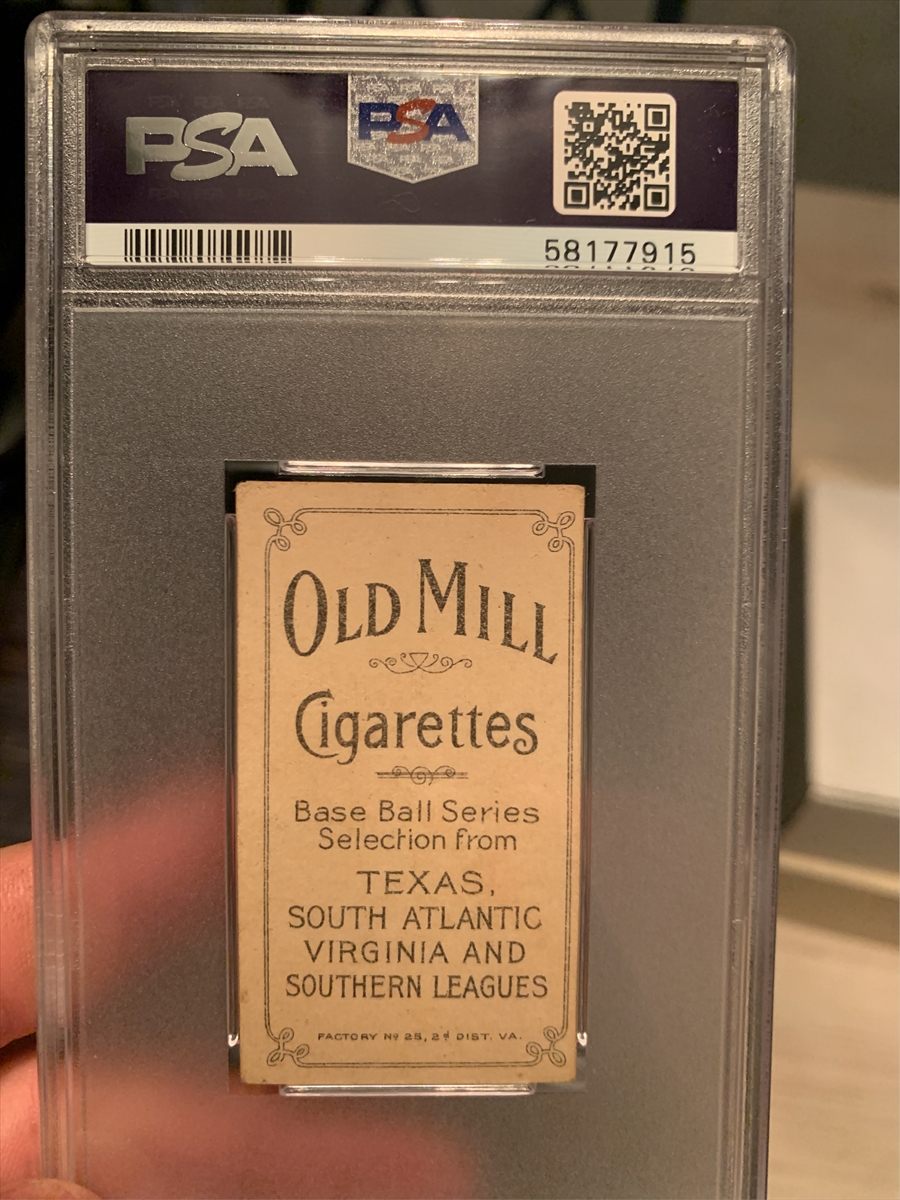 PSA
PSA
58177915
OLD MILL
Cigarettes
Base Ball Series
Selection from
TEXAS,
SOUTH ATLANTIC
VIRGINIA AND
SOUTHERN LEAGUES
FACTORY Nº 25, 2d DIST. VA.